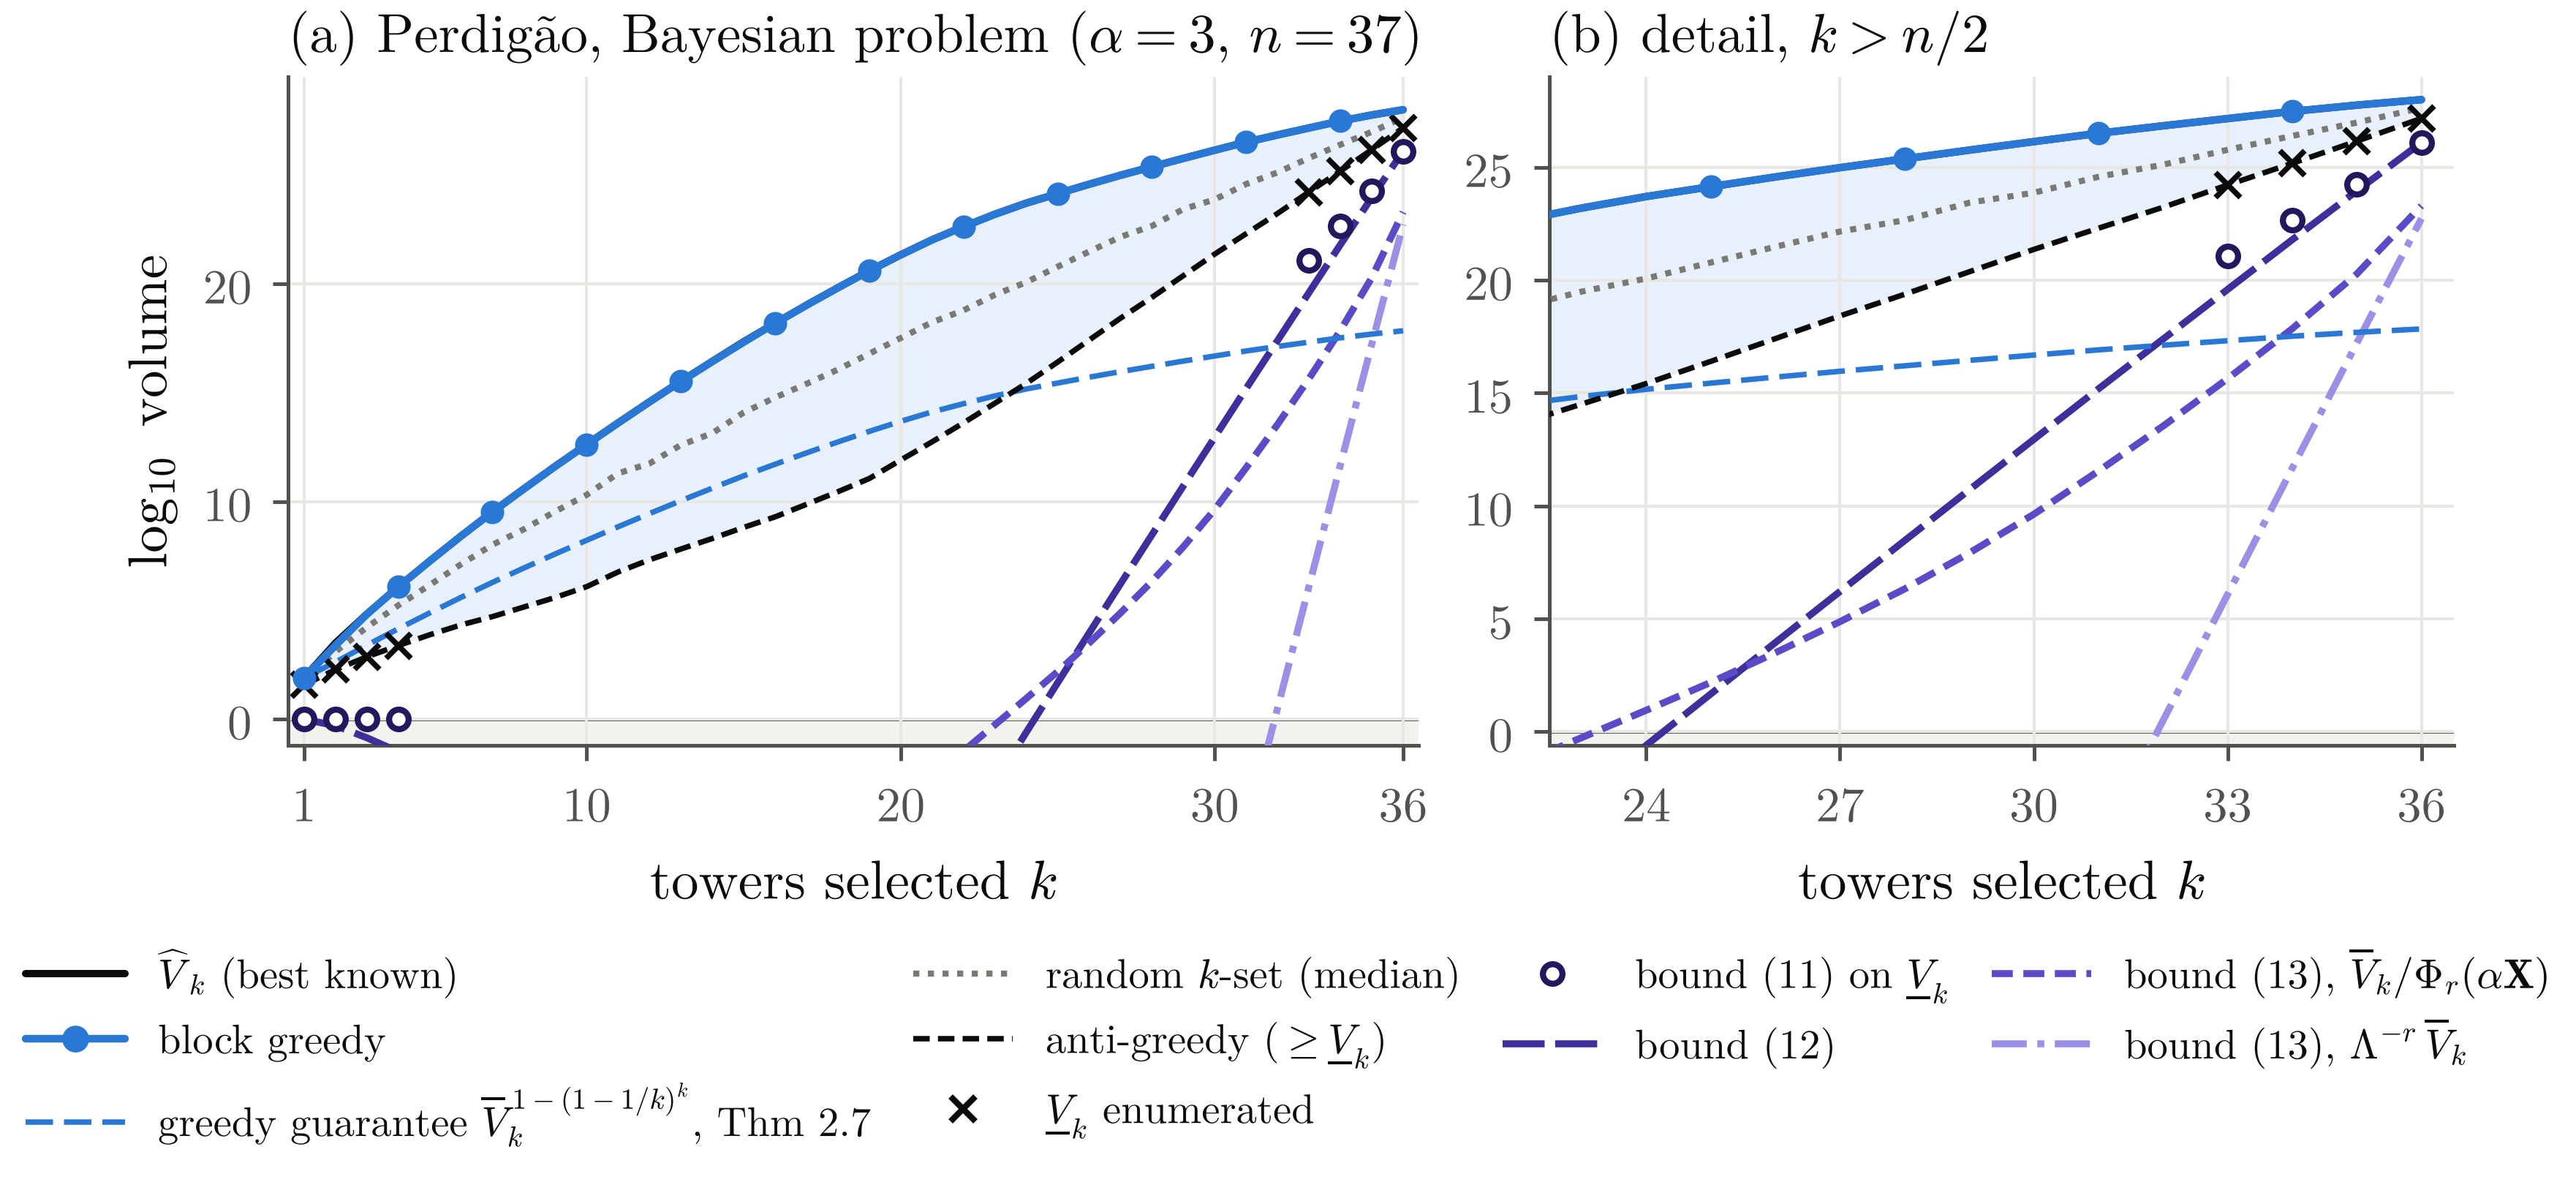 (a) Perdigão, Bayesian problem (α = 3, n = 37)
(b) detail, k > n/2
log₁₀ volume
20
10
0
1
10
20
30
36
towers selected k
25
20
15
10
5
0
24
27
30
33
36
towers selected k
V̂ₖ (best known)
block greedy
greedy guarantee V̅ₖ^{1−(1−1/k)^k}, Thm 2.7
random k-set (median)
anti-greedy (≥ V̲ₖ)
V̲ₖ enumerated
bound (11) on V̲ₖ
bound (12)
bound (13), V̅ₖ/Φᵣ(α𝐗)
bound (13), Λ⁻ʳ V̅ₖ